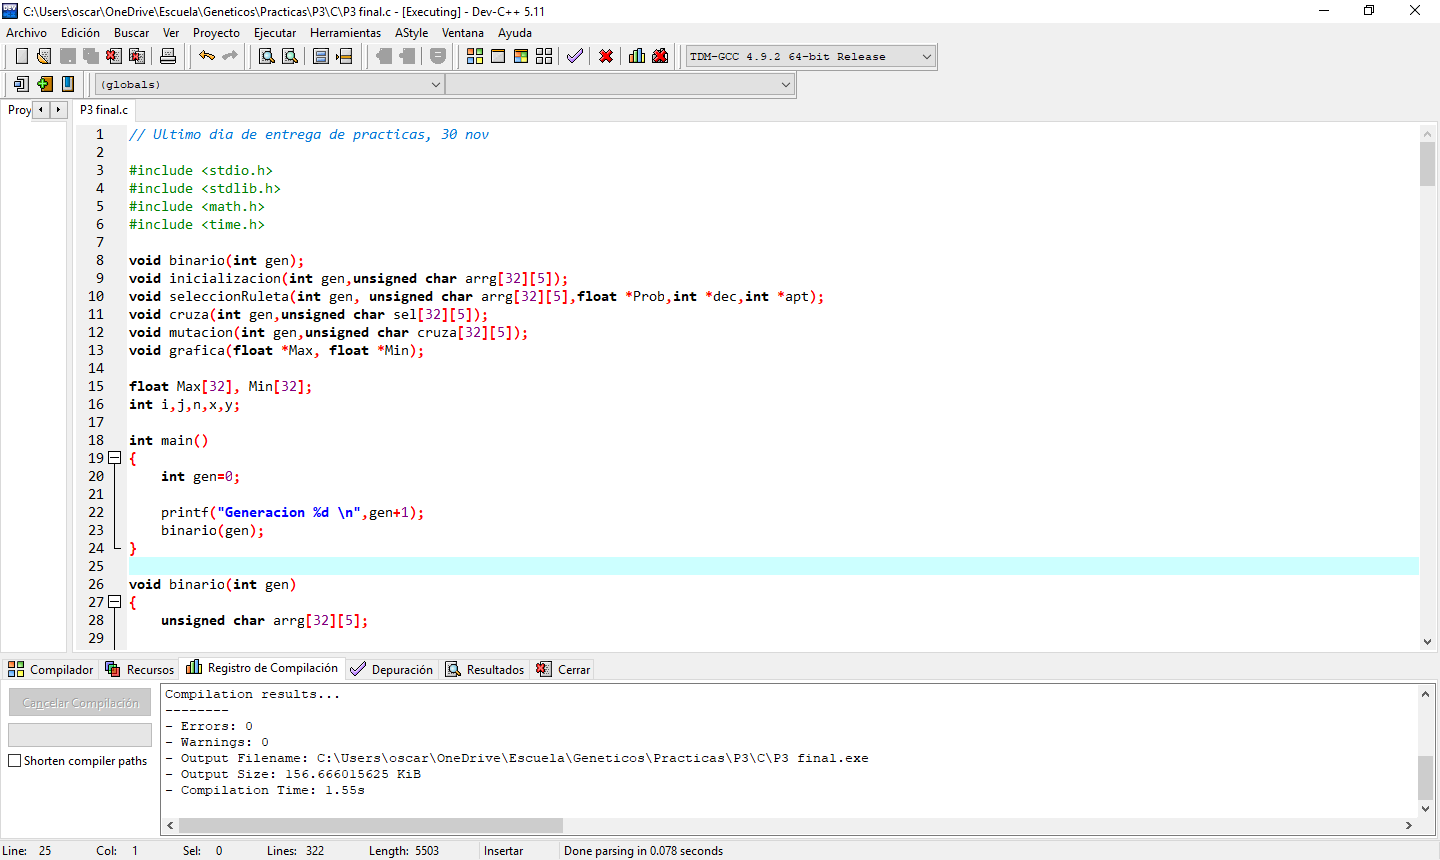 C:\Users\oscar\OneDrive\Escuela\Geneticos\Practicas\P3\C\P3 final.c - [Executing] - Dev-C++ 5.11
Archivo Edición Buscar Ver Proyecto Ejecutar Herramientas AStyle Ventana Ayuda
TDM-GCC 4.9.2 64-bit Release
(globals)
Proy P3 final.c
1 // Ultimo dia de entrega de practicas, 30 nov
2
3 #include <stdio.h>
4 #include <stdlib.h>
5 #include <math.h>
6 #include <time.h>
7
8 void binario(int gen);
9 void inicializacion(int gen,unsigned char arrg[32][5]);
10 void seleccionRuleta(int gen, unsigned char arrg[32][5],float *Prob,int *dec,int *apt);
11 void cruza(int gen,unsigned char sel[32][5]);
12 void mutacion(int gen,unsigned char cruza[32][5]);
13 void grafica(float *Max, float *Min);
14
15 float Max[32], Min[32];
16 int i,j,n,x,y;
17
18 int main()
19 {
20 int gen=0;
21
22 printf("Generacion %d \n",gen+1);
23 binario(gen);
24 }
25
26 void binario(int gen)
27 {
28 unsigned char arrg[32][5];
29
Compilador Recursos Registro de Compilación Depuración Resultados Cerrar
Cancelar Compilación
Shorten compiler paths
Compilation results...
--------
- Errors: 0
- Warnings: 0
- Output Filename: C:\Users\oscar\OneDrive\Escuela\Geneticos\Practicas\P3\C\P3 final.exe
- Output Size: 156.666015625 KiB
- Compilation Time: 1.55s
Line: 25 Col: 1 Sel: 0 Lines: 322 Length: 5503 Insertar Done parsing in 0.078 seconds